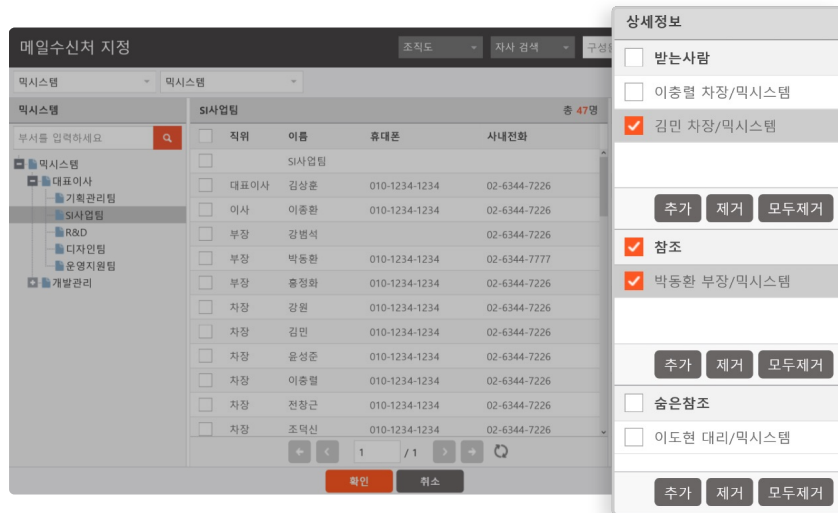 메일수신처 지정
조직도
자사 검색
믹시스템
믹시스템
믹시스템
부서를 입력하세요
믹시스템
대표이사
기획관리팀
SI사업팀
R&D
디자인팀
운영지원팀
개발관리
SI사업팀 총 47명
직위 이름 휴대폰 사내전화
SI사업팀
대표이사 김상훈 010-1234-1234 02-6344-7226
이사 이종환 010-1234-1234 02-6344-7226
부장 강범석 02-6344-7226
부장 박동환 010-1234-1234 02-6344-7777
부장 홍정화 010-1234-1234 02-6344-7226
차장 강원 010-1234-1234 02-6344-7226
차장 김민 010-1234-1234 02-6344-7226
차장 윤성준 010-1234-1234 02-6344-7226
차장 이충렬 010-1234-1234 02-6344-7226
차장 전창근 010-1234-1234 02-6344-7226
차장 조덕신 010-1234-1234 02-6344-7226
1 / 1
확인 취소
상세정보
받는사람
이충렬 차장/믹시스템
김민 차장/믹시스템
추가 제거 모두제거
참조
박동환 부장/믹시스템
추가 제거 모두제거
숨은참조
이도현 대리/믹시스템
추가 제거 모두제거